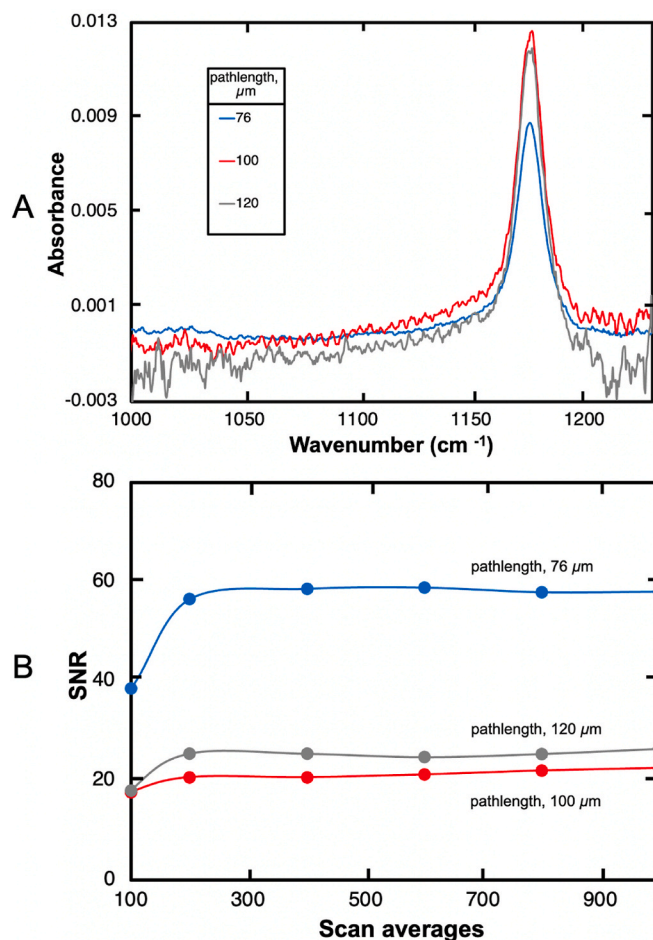 0.013
pathlength,
µm
76
0.009
100
A
Absorbance
120
0.005
0.001
-0.003
1000 1050 1100 1150 1200
Wavenumber (cm -1)
80
pathlength, 76 µm
60
B
SNR
40
pathlength, 120 µm
20
pathlength, 100 µm
0
100 300 500 700 900
Scan averages